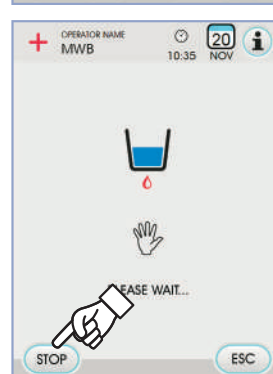 OPERATOR NAME
MWB
10:35
20
NOV
i
EASE WAIT...
STOP
ESC